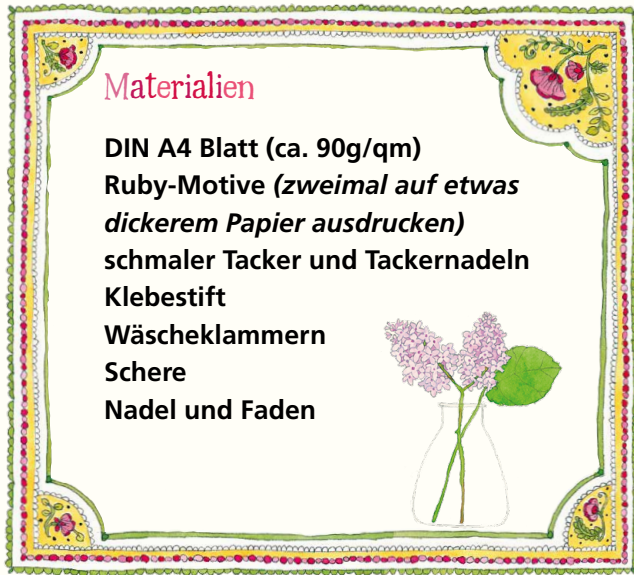 Materialien
DIN A4 Blatt (ca. 90g/qm)
Ruby-Motive (zweimal auf etwas
dickerem Papier ausdrucken)
schmaler Tacker und Tackernadeln
Klebestift
Wäscheklammern
Schere
Nadel und Faden